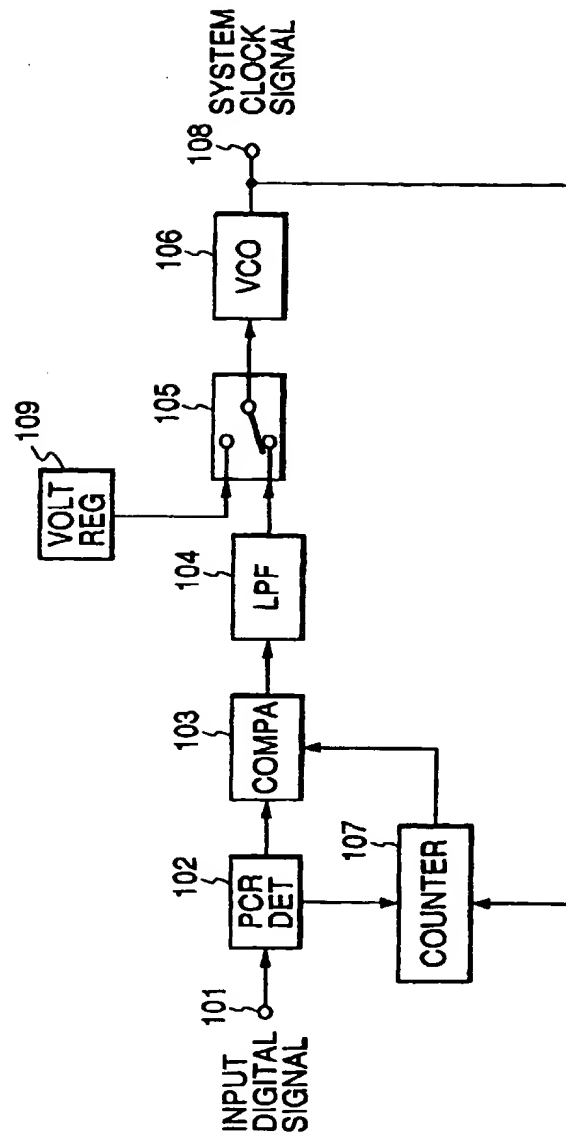 109
VOLT
REG
101
102
103
104
105
106
108
INPUT
DIGITAL
SIGNAL
PCR
DET
COMPA
LPF
VCO
SYSTEM
CLOCK
SIGNAL
107
COUNTER